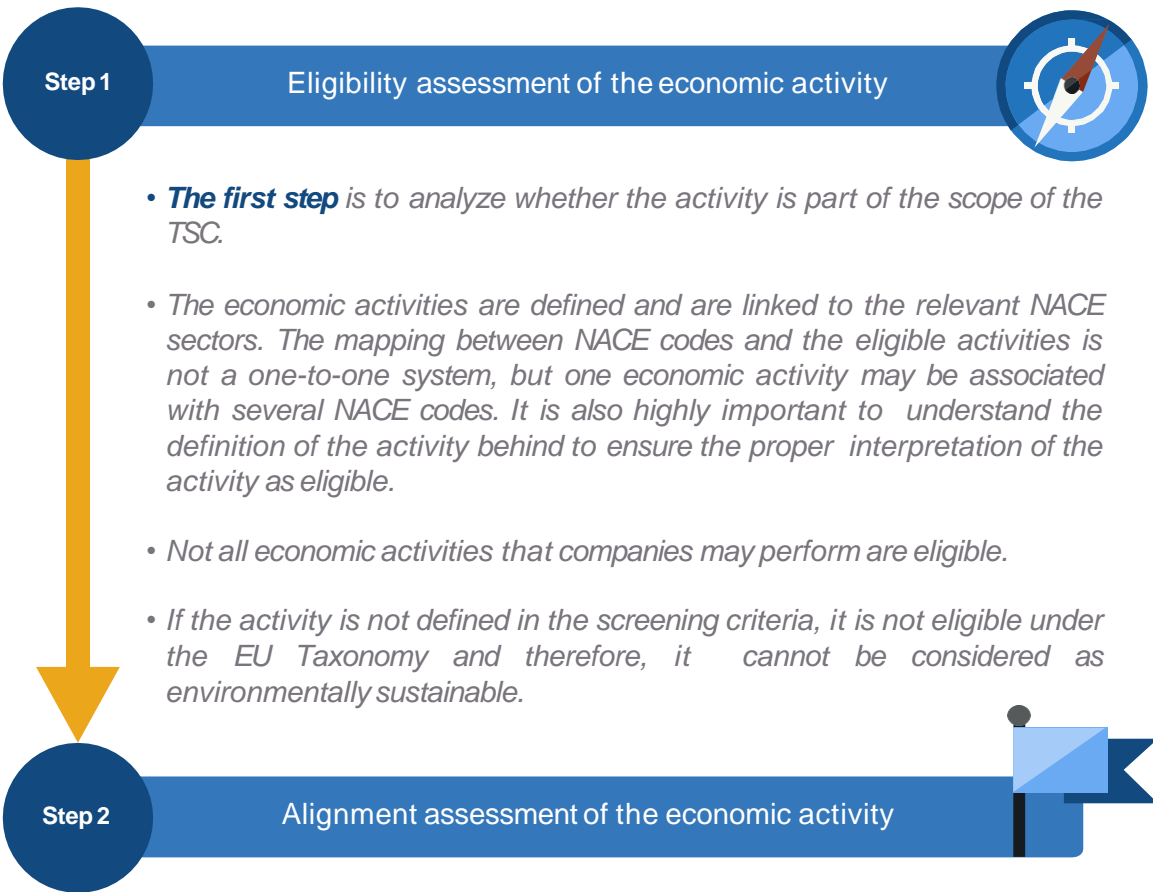 Step 1
Eligibility assessment of the economic activity
• The first step is to analyze whether the activity is part of the scope of the
TSC.
• The economic activities are defined and are linked to the relevant NACE
sectors. The mapping between NACE codes and the eligible activities is
not a one-to-one system, but one economic activity may be associated
with several NACE codes. It is also highly important to understand the
definition of the activity behind to ensure the proper interpretation of the
activity as eligible.
• Not all economic activities that companies may perform are eligible.
• If the activity is not defined in the screening criteria, it is not eligible under
the EU Taxonomy and therefore, it cannot be considered as
environmentally sustainable.
Step 2
Alignment assessment of the economic activity